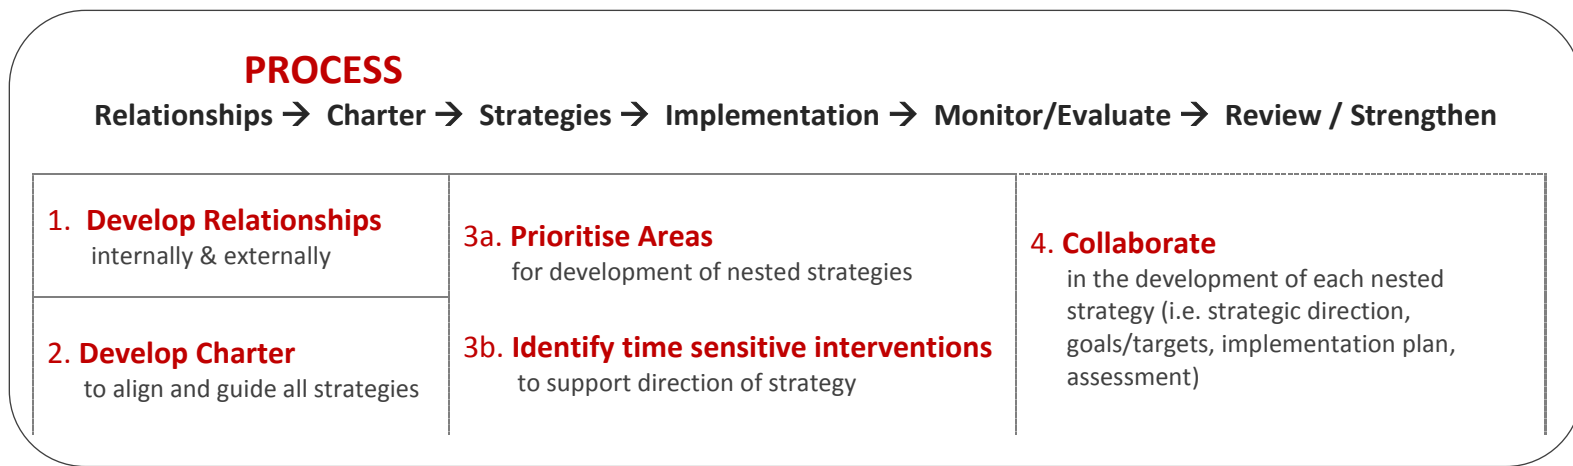 PROCESS
Relationships → Charter → Strategies → Implementation → Monitor/Evaluate → Review / Strengthen
1. Develop Relationships
internally & externally
2. Develop Charter
to align and guide all strategies
3a. Prioritise Areas
for development of nested strategies
3b. Identify time sensitive interventions
to support direction of strategy
4. Collaborate
in the development of each nested
strategy (i.e. strategic direction,
goals/targets, implementation plan,
assessment)